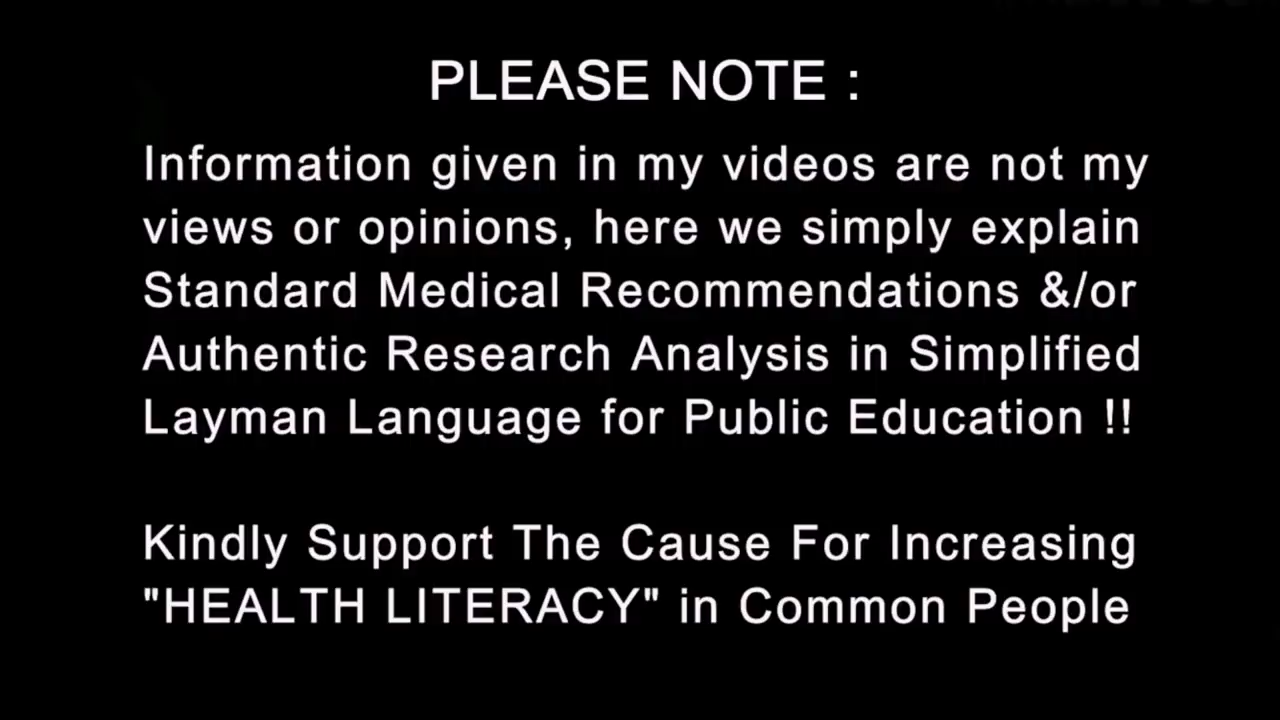 PLEASE NOTE :
Information given in my videos are not my
views or opinions, here we simply explain
Standard Medical Recommendations &/or
Authentic Research Analysis in Simplified
Layman Language for Public Education !!
Kindly Support The Cause For Increasing
"HEALTH LITERACY" in Common People